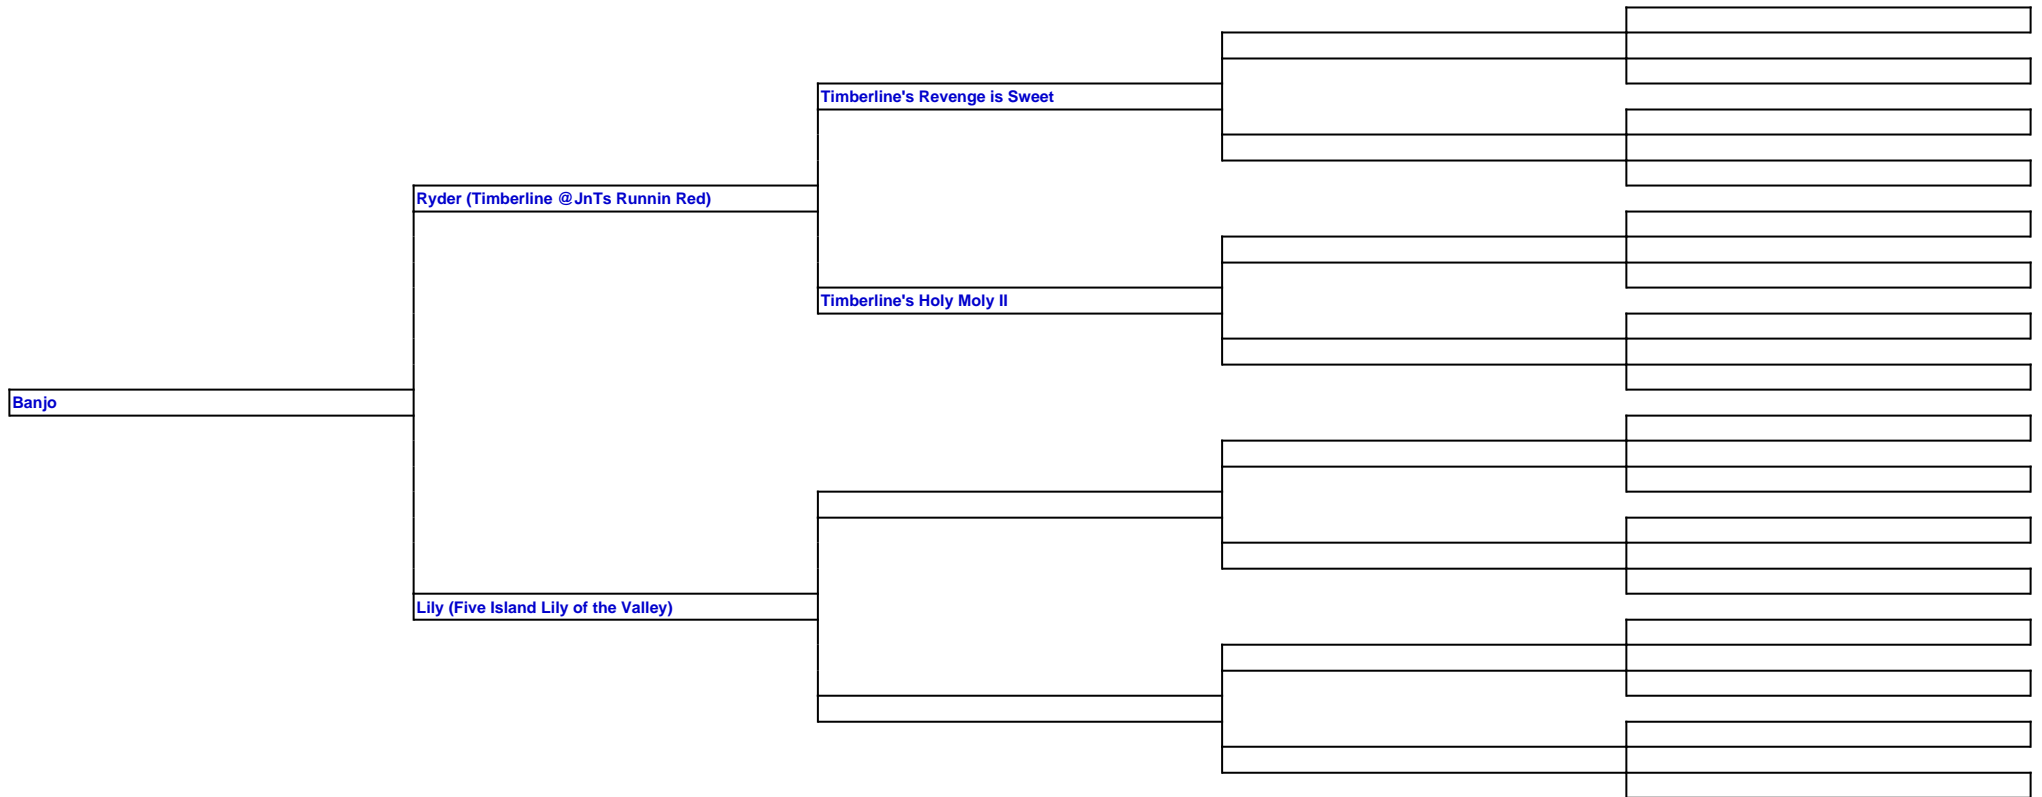 Timberline's Revenge is Sweet
Ryder (Timberline @JnTs Runnin Red)
Timberline's Holy Moly II
Banjo
Lily (Five Island Lily of the Valley)